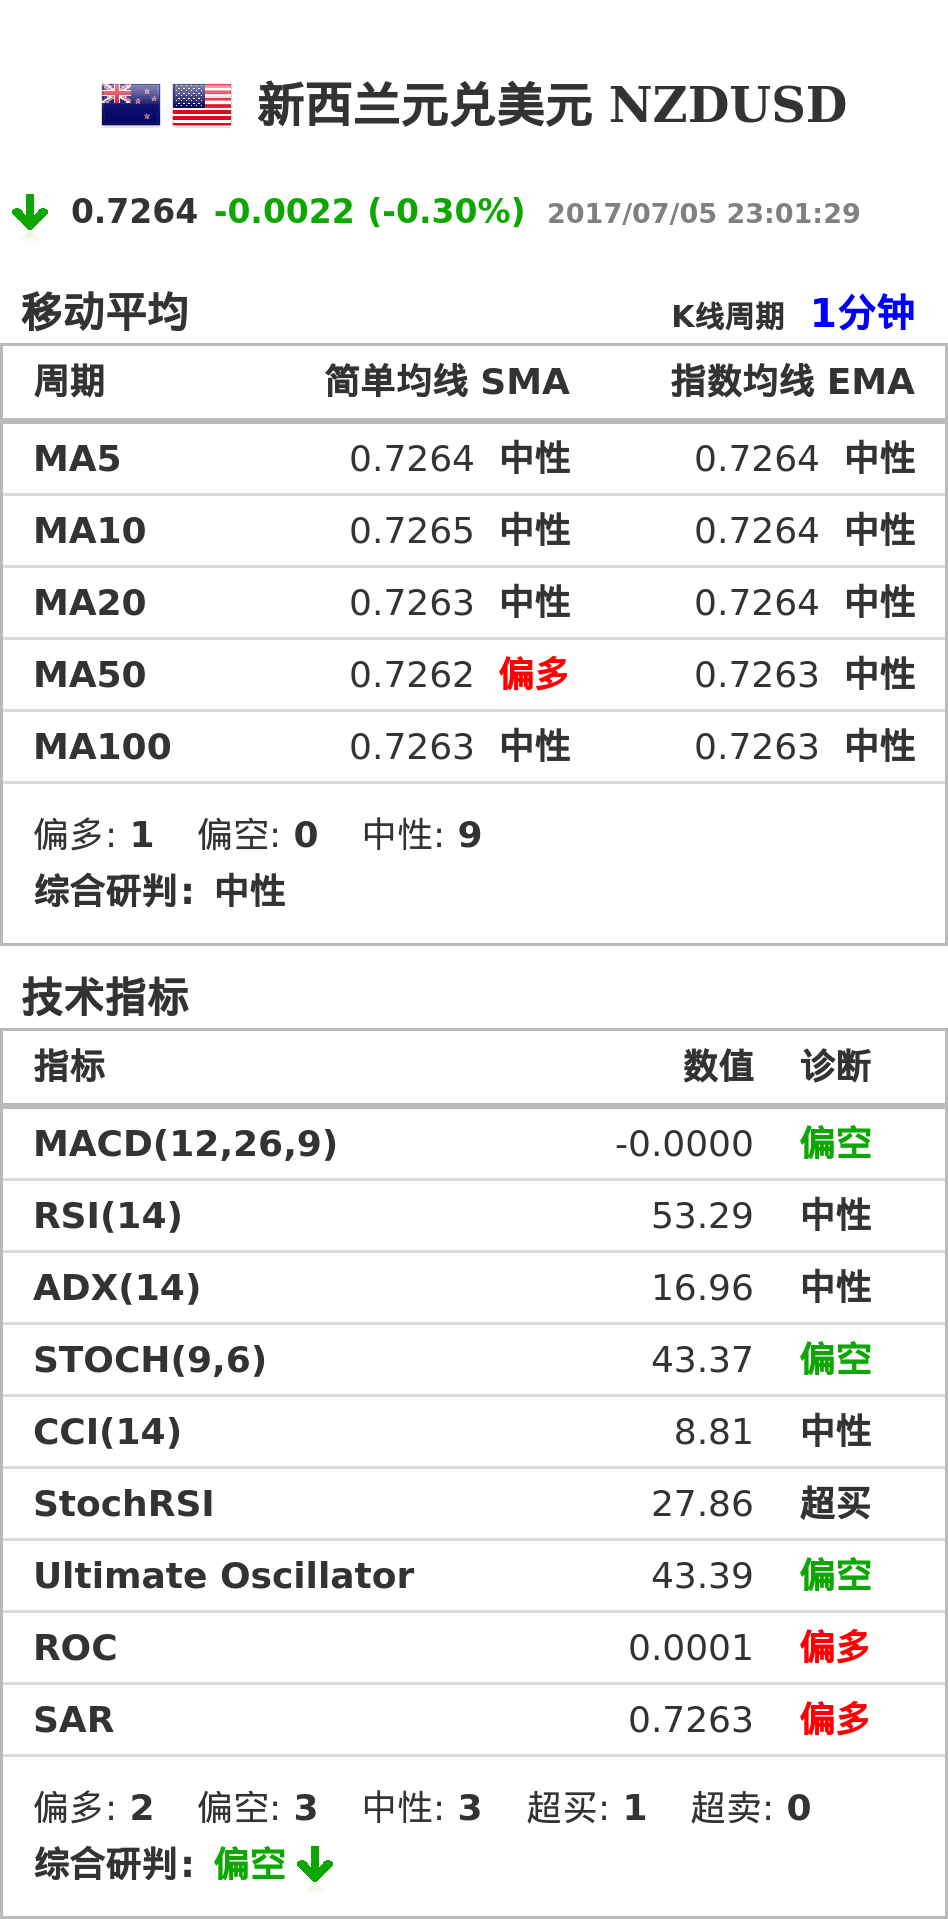 新西兰元兑美元 NZDUSD
0.7264 -0.0022 (-0.30%) 2017/07/05 23:01:29
移动平均 K线周期 1分钟
周期 简单均线 SMA 指数均线 EMA
MA5 0.7264 中性 0.7264 中性
MA10 0.7265 中性 0.7264 中性
MA20 0.7263 中性 0.7264 中性
MA50 0.7262 偏多 0.7263 中性
MA100 0.7263 中性 0.7263 中性
偏多: 1 偏空: 0 中性: 9
综合研判: 中性
技术指标
指标 数值 诊断
MACD(12,26,9) -0.0000 偏空
RSI(14) 53.29 中性
ADX(14) 16.96 中性
STOCH(9,6) 43.37 偏空
CCI(14) 8.81 中性
StochRSI 27.86 超买
Ultimate Oscillator 43.39 偏空
ROC 0.0001 偏多
SAR 0.7263 偏多
偏多: 2 偏空: 3 中性: 3 超买: 1 超卖: 0
综合研判: 偏空